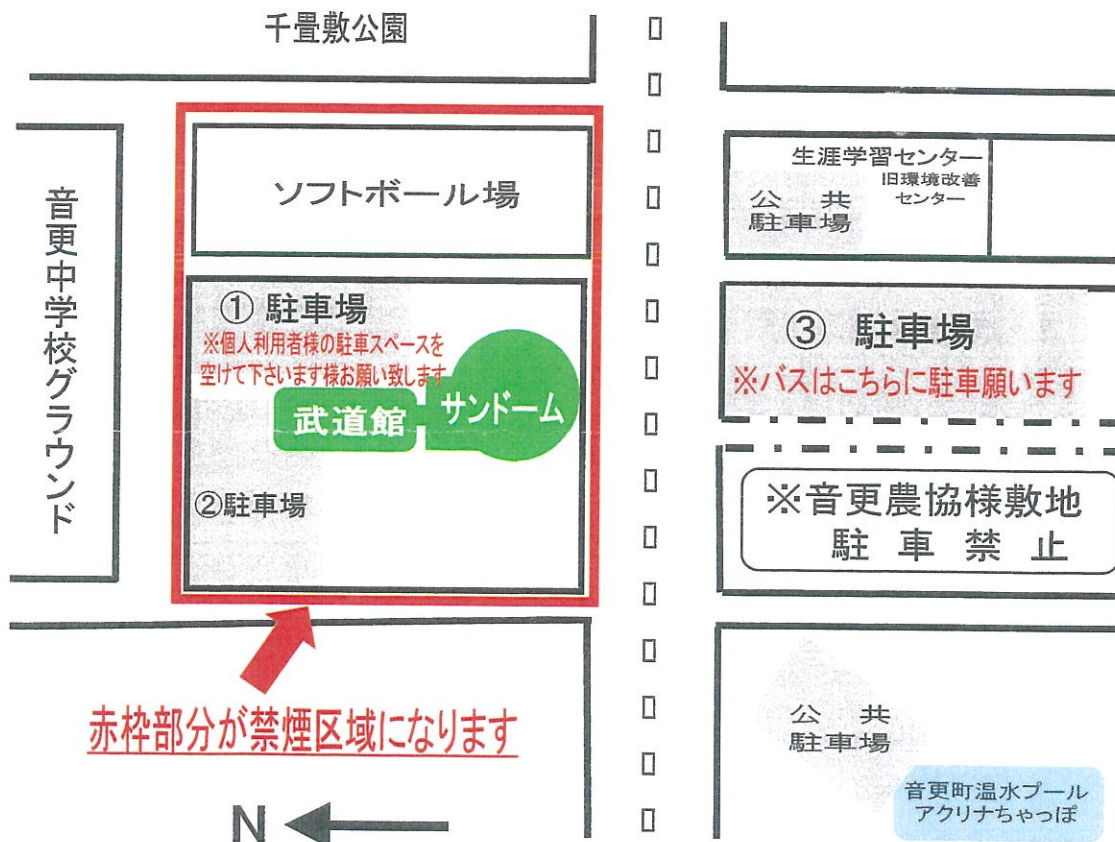 千畳敷公園
音更中学校グラウンド
ソフトボール場
① 駐車場
※個人利用者様の駐車スペースを
空けて下さいます様お願い致します
武道館
サンドーム
②駐車場
赤枠部分が禁煙区域になります
N
生涯学習センター
旧環境改善
センター
公　共
駐車場
③ 駐車場
※バスはこちらに駐車願います
※音更農協様敷地
駐 車 禁 止
公　共
駐車場
音更町温水プール
アクリナちゃっぽ